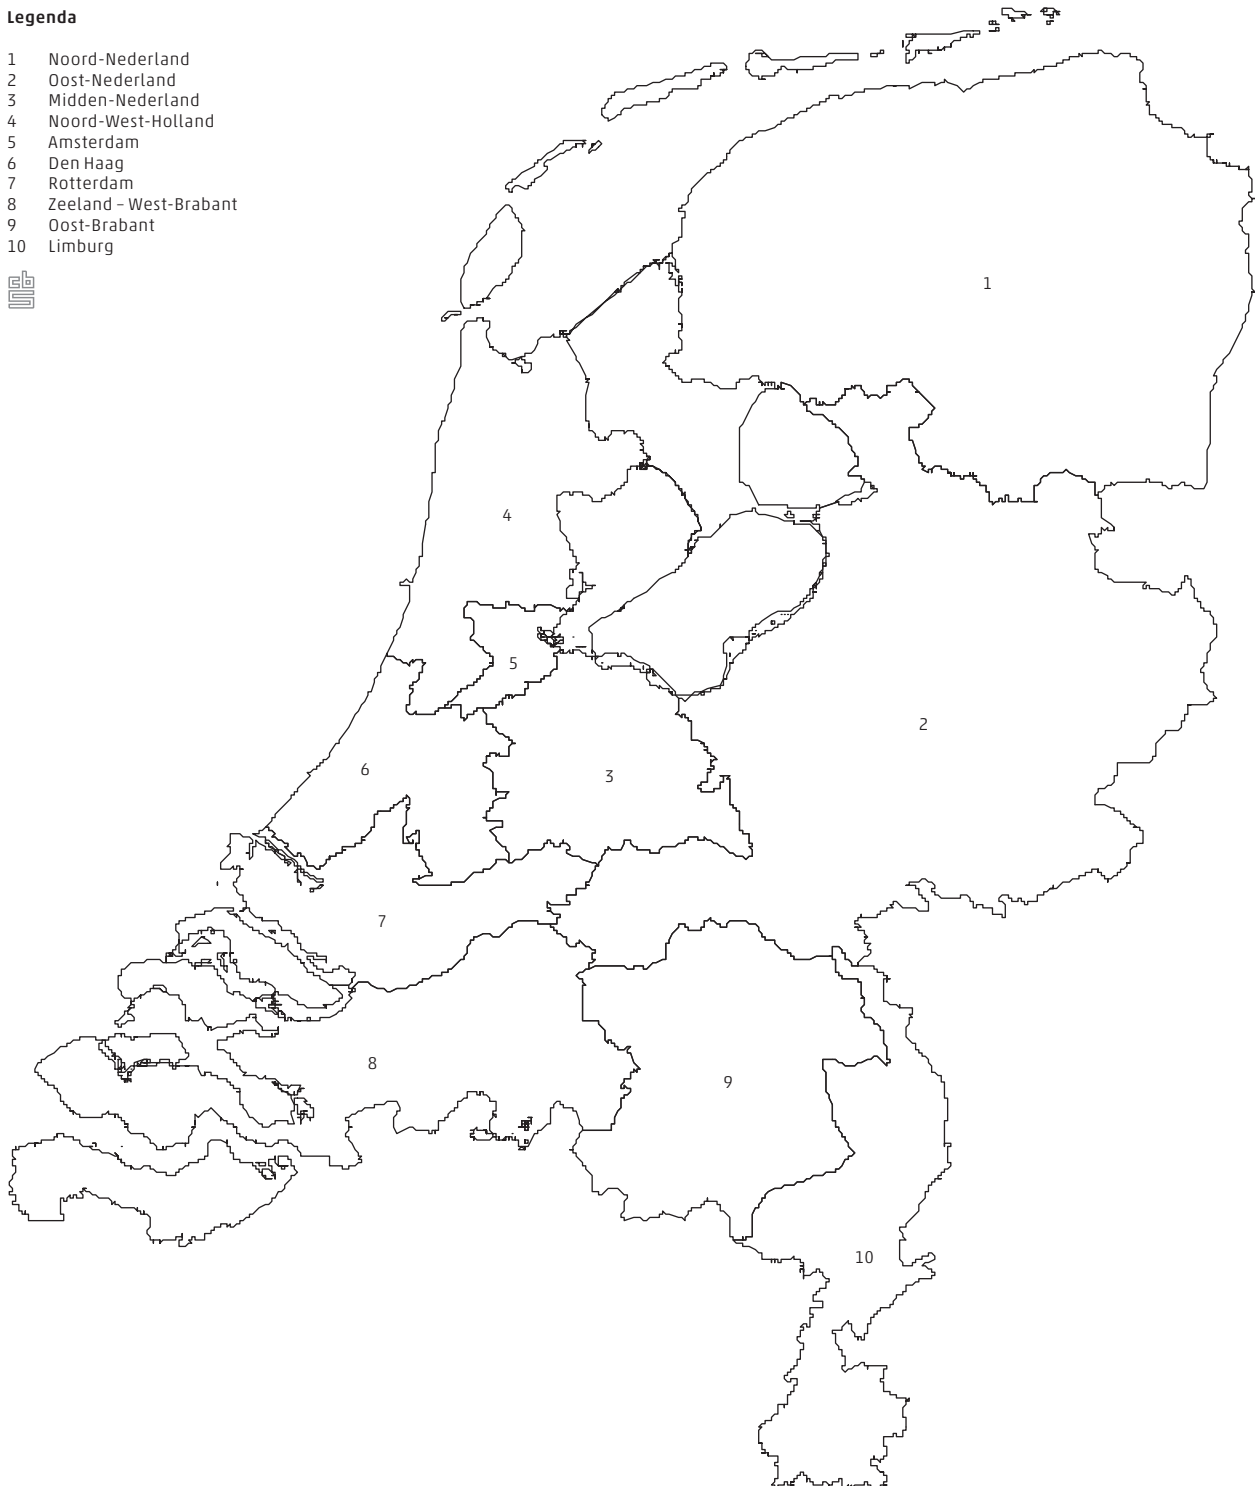 Legenda
1 Noord-Nederland
2 Oost-Nederland
3 Midden-Nederland
4 Noord-West-Holland
5 Amsterdam
6 Den Haag
7 Rotterdam
8 Zeeland – West-Brabant
9 Oost-Brabant
10 Limburg
cbs
1
4
5
2
6
3
7
8
9
10